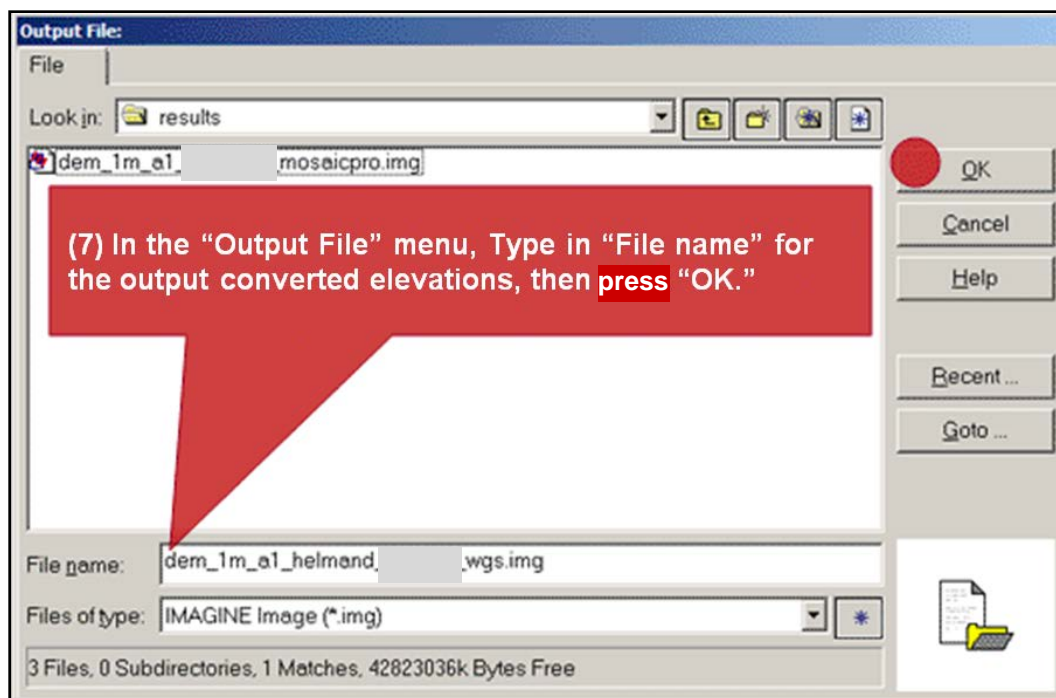 Output File:
File
Look in: results
dem_1m_a1_ mosaicpro.img
(7) In the “Output File” menu, Type in “File name” for
the output converted elevations, then press “OK.”
OK
Cancel
Help
Recent ...
Goto ...
File name: dem_1m_a1_helmand_ _wgs.img
Files of type: IMAGINE Image (*.img)
3 Files, 0 Subdirectories, 1 Matches, 42823036k Bytes Free